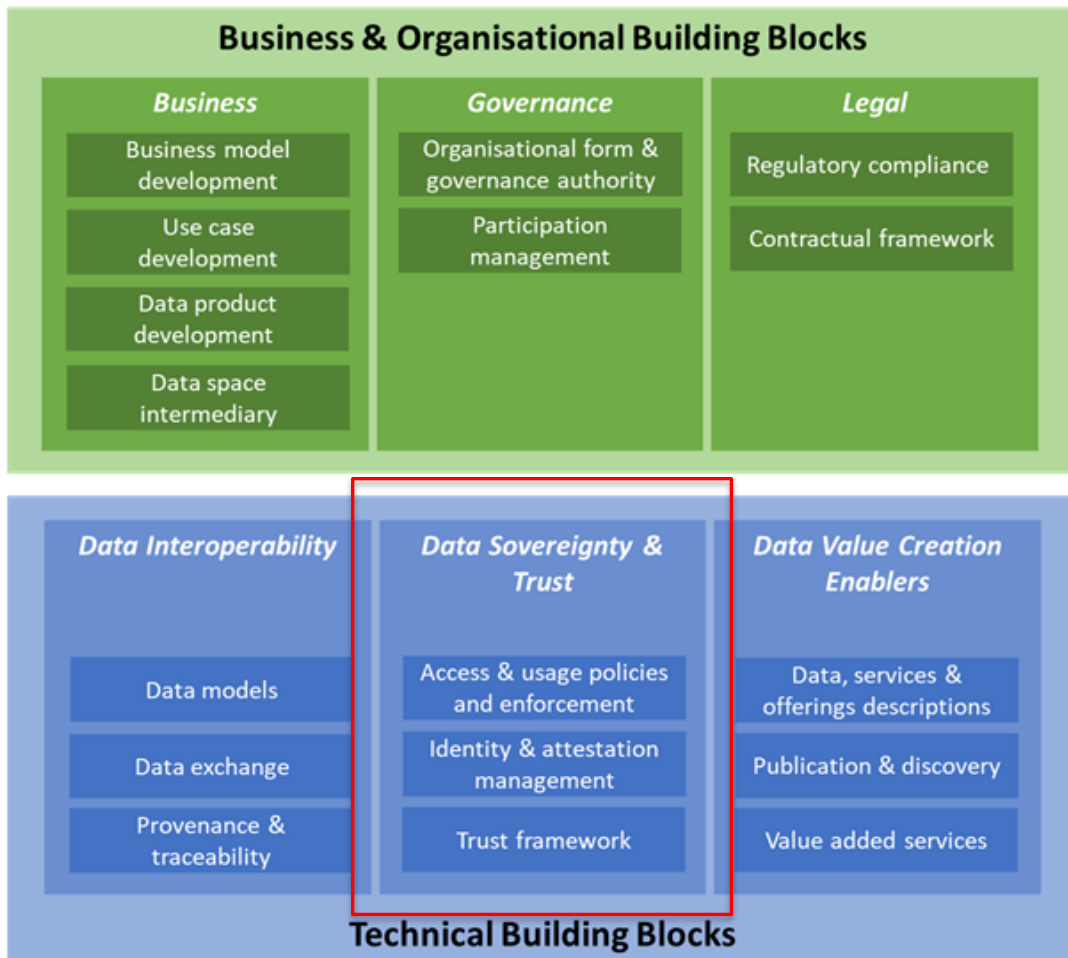 Business & Organisational Building Blocks
Business
Business model
development
Use case
development
Data product
development
Data space
intermediary
Governance
Organisational form &
governance authority
Participation
management
Legal
Regulatory compliance
Contractual framework
Data Interoperability
Data models
Data exchange
Provenance &
traceability
Data Sovereignty &
Trust
Access & usage policies
and enforcement
Identity & attestation
management
Trust framework
Data Value Creation
Enablers
Data, services &
offerings descriptions
Publication & discovery
Value added services
Technical Building Blocks